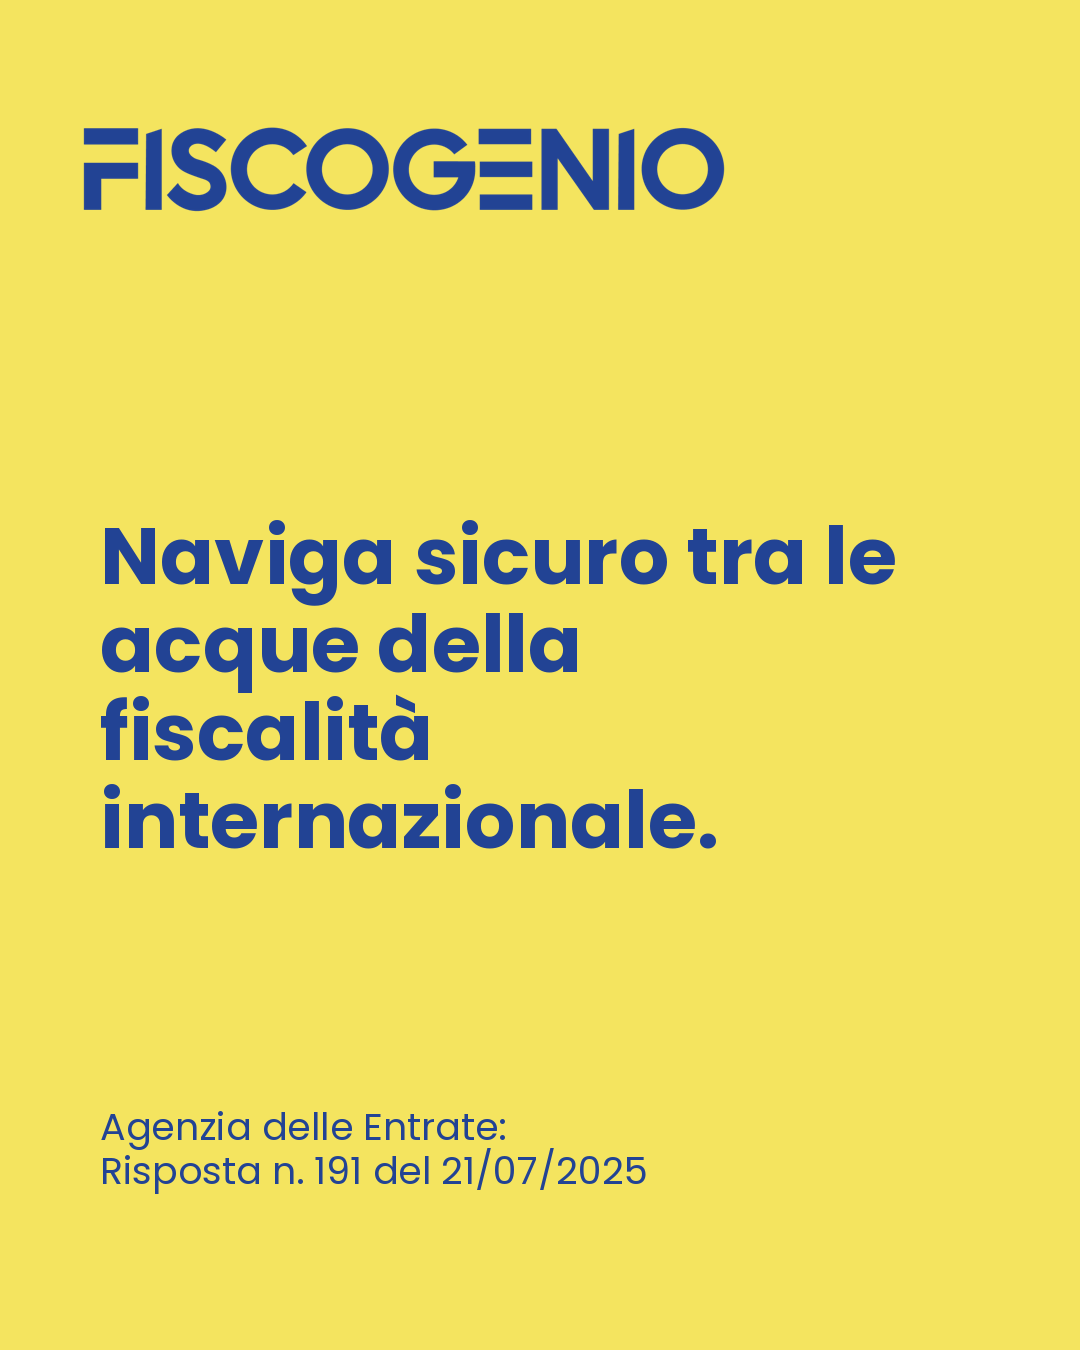 FISCOGENIO
Naviga sicuro tra le
acque della
fiscalità
internazionale.
Agenzia delle Entrate:
Risposta n. 191 del 21/07/2025